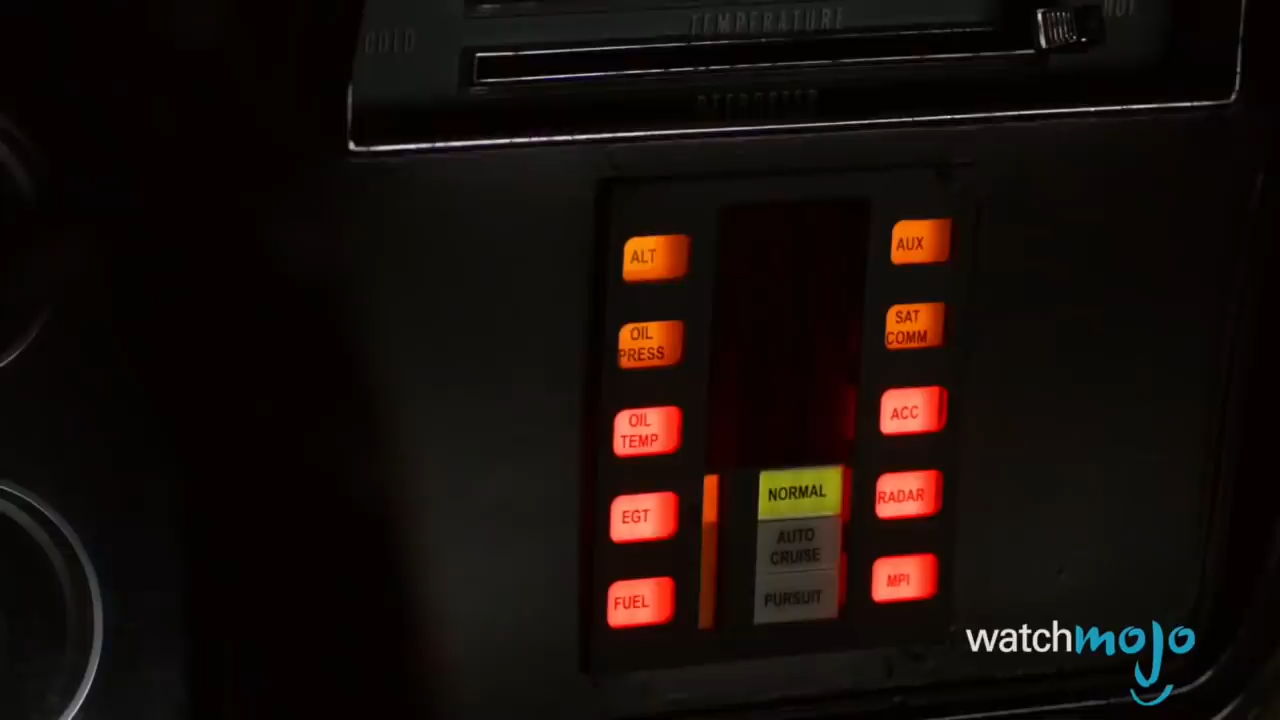 TEMPERATURE
COLD
HOT
ALT
AUX
OIL
PRESS
SAT
COMM
OIL
TEMP
ACC
EGT
NORMAL
RADAR
AUTO
CRUISE
FUEL
PURSUIT
MPI
watchmojo